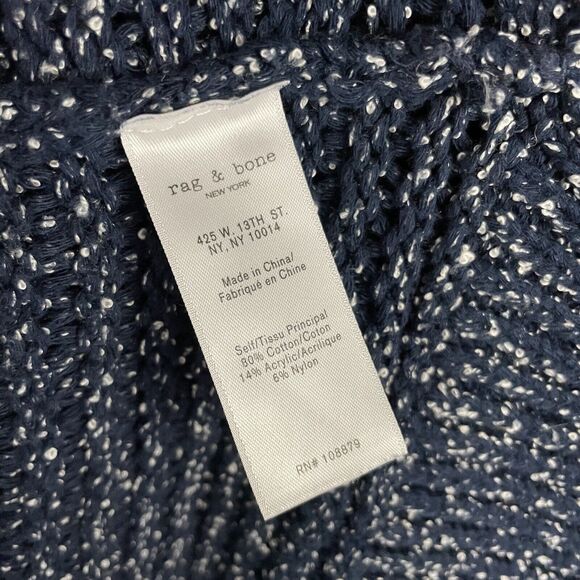 rag & bone
NEW YORK
425 W. 13TH ST.
NY, NY 10014
Made in China/
Fabriqué en Chine
Self/Tissu Principal
80% Cotton/Coton
14% Acrylic/Acrilique
6% Nylon
RN# 108879